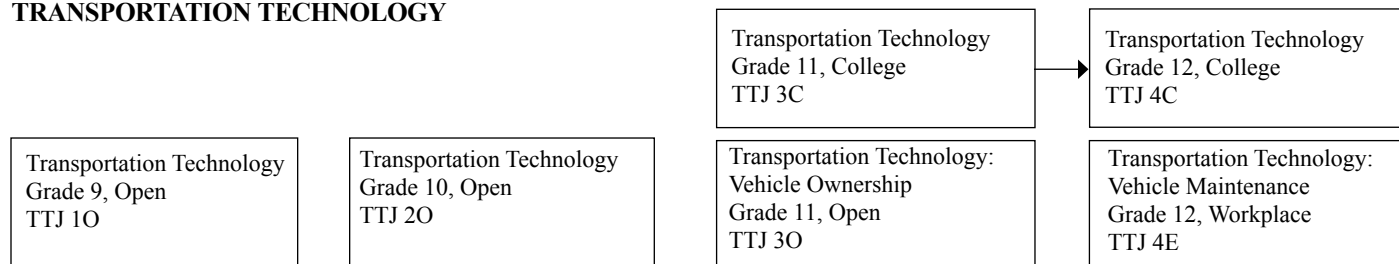 TRANSPORTATION TECHNOLOGY
Transportation Technology
Grade 11, College
TTJ 3C
Transportation Technology
Grade 12, College
TTJ 4C
Transportation Technology
Grade 9, Open
TTJ 1O
Transportation Technology
Grade 10, Open
TTJ 2O
Transportation Technology:
Vehicle Ownership
Grade 11, Open
TTJ 3O
Transportation Technology:
Vehicle Maintenance
Grade 12, Workplace
TTJ 4E